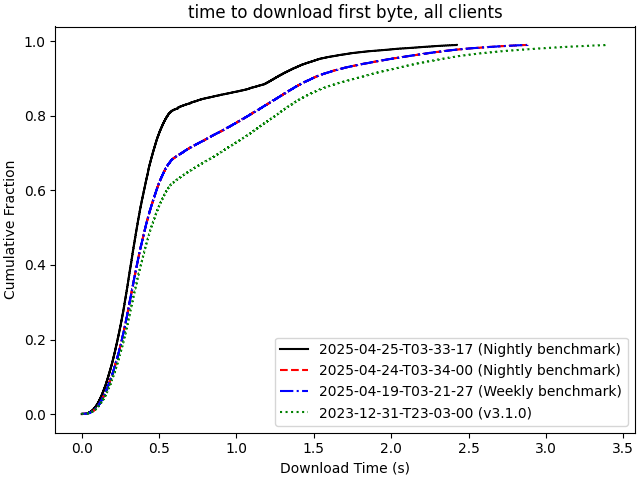 time to download first byte, all clients
Cumulative Fraction
1.0
0.8
0.6
0.4
0.2
0.0
2025-04-25-T03-33-17 (Nightly benchmark)
2025-04-24-T03-34-00 (Nightly benchmark)
2025-04-19-T03-21-27 (Weekly benchmark)
2023-12-31-T23-03-00 (v3.1.0)
0.0 0.5 1.0 1.5 2.0 2.5 3.0 3.5
Download Time (s)